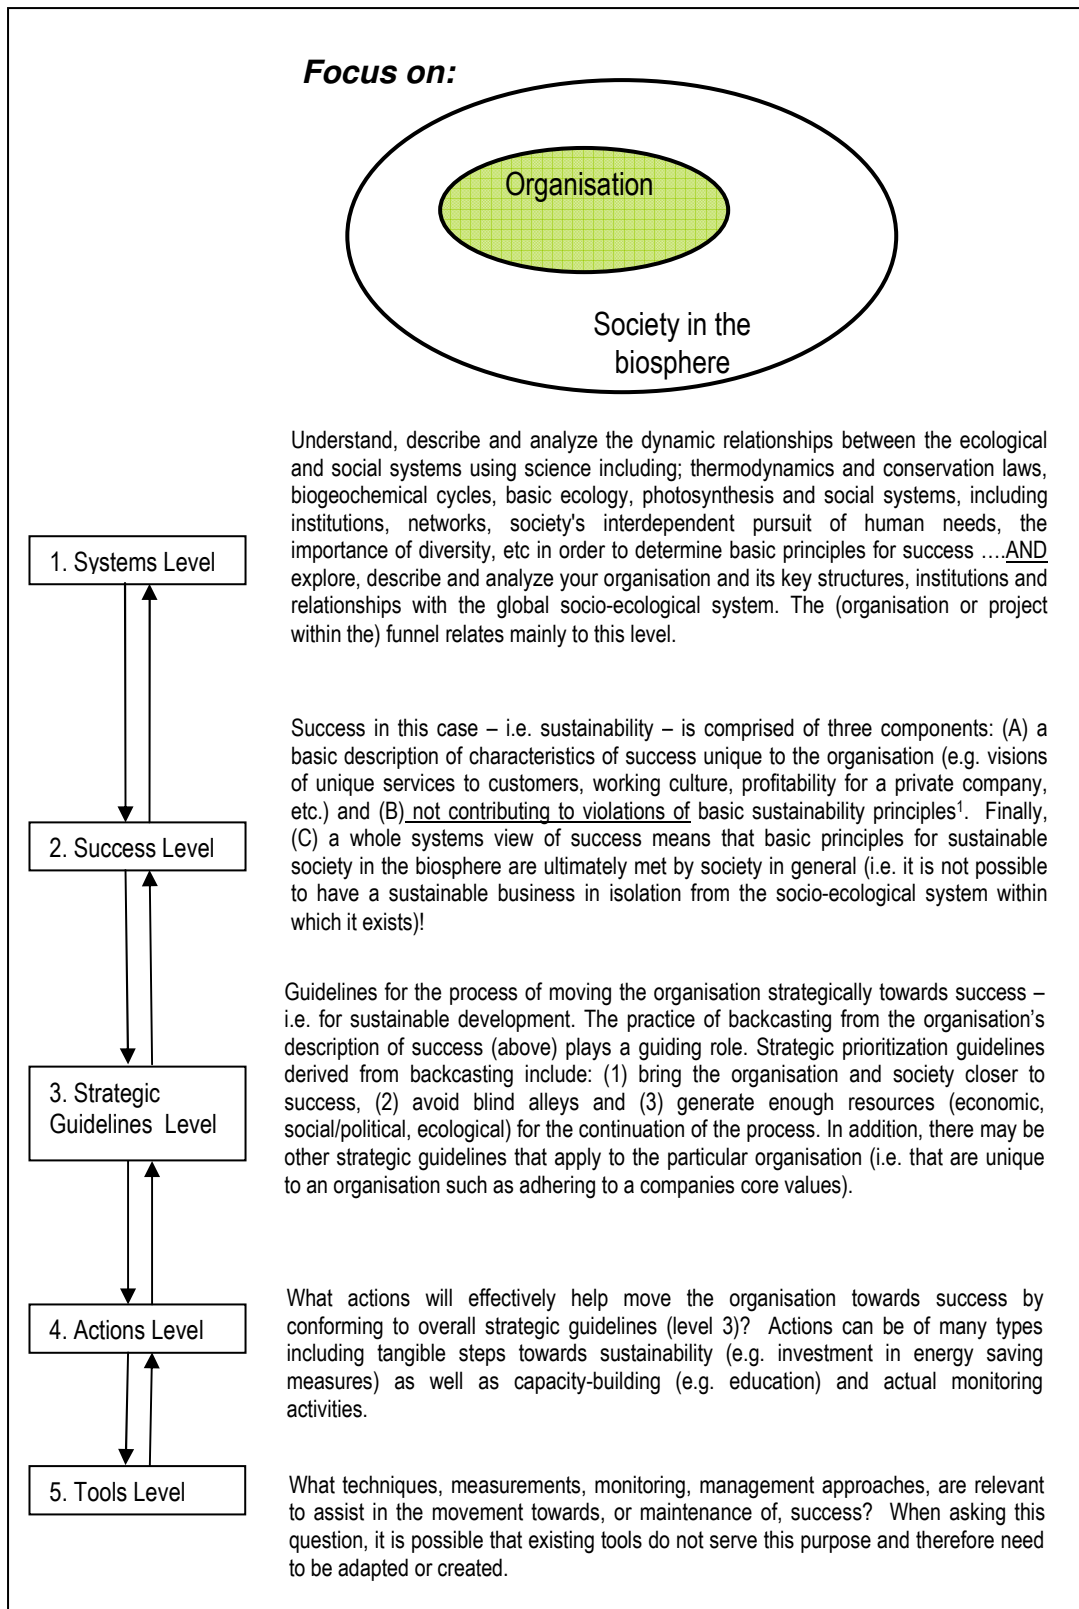 Focus on:
Organisation
Society in the
biosphere
1. Systems Level
Understand, describe and analyze the dynamic relationships between the ecological
and social systems using science including; thermodynamics and conservation laws,
biogeochemical cycles, basic ecology, photosynthesis and social systems, including
institutions, networks, society's interdependent pursuit of human needs, the
importance of diversity, etc in order to determine basic principles for success ....AND
explore, describe and analyze your organisation and its key structures, institutions and
relationships with the global socio-ecological system. The (organisation or project
within the) funnel relates mainly to this level.
2. Success Level
Success in this case – i.e. sustainability – is comprised of three components: (A) a
basic description of characteristics of success unique to the organisation (e.g. visions
of unique services to customers, working culture, profitability for a private company,
etc.) and (B) not contributing to violations of basic sustainability principles¹. Finally,
(C) a whole systems view of success means that basic principles for sustainable
society in the biosphere are ultimately met by society in general (i.e. it is not possible
to have a sustainable business in isolation from the socio-ecological system within
which it exists)!
3. Strategic
Guidelines Level
Guidelines for the process of moving the organisation strategically towards success –
i.e. for sustainable development. The practice of backcasting from the organisation's
description of success (above) plays a guiding role. Strategic prioritization guidelines
derived from backcasting include: (1) bring the organisation and society closer to
success, (2) avoid blind alleys and (3) generate enough resources (economic,
social/political, ecological) for the continuation of the process. In addition, there may be
other strategic guidelines that apply to the particular organisation (i.e. that are unique
to an organisation such as adhering to a companies core values).
4. Actions Level
What actions will effectively help move the organisation towards success by
conforming to overall strategic guidelines (level 3)? Actions can be of many types
including tangible steps towards sustainability (e.g. investment in energy saving
measures) as well as capacity-building (e.g. education) and actual monitoring
activities.
5. Tools Level
What techniques, measurements, monitoring, management approaches, are relevant
to assist in the movement towards, or maintenance of, success? When asking this
question, it is possible that existing tools do not serve this purpose and therefore need
to be adapted or created.